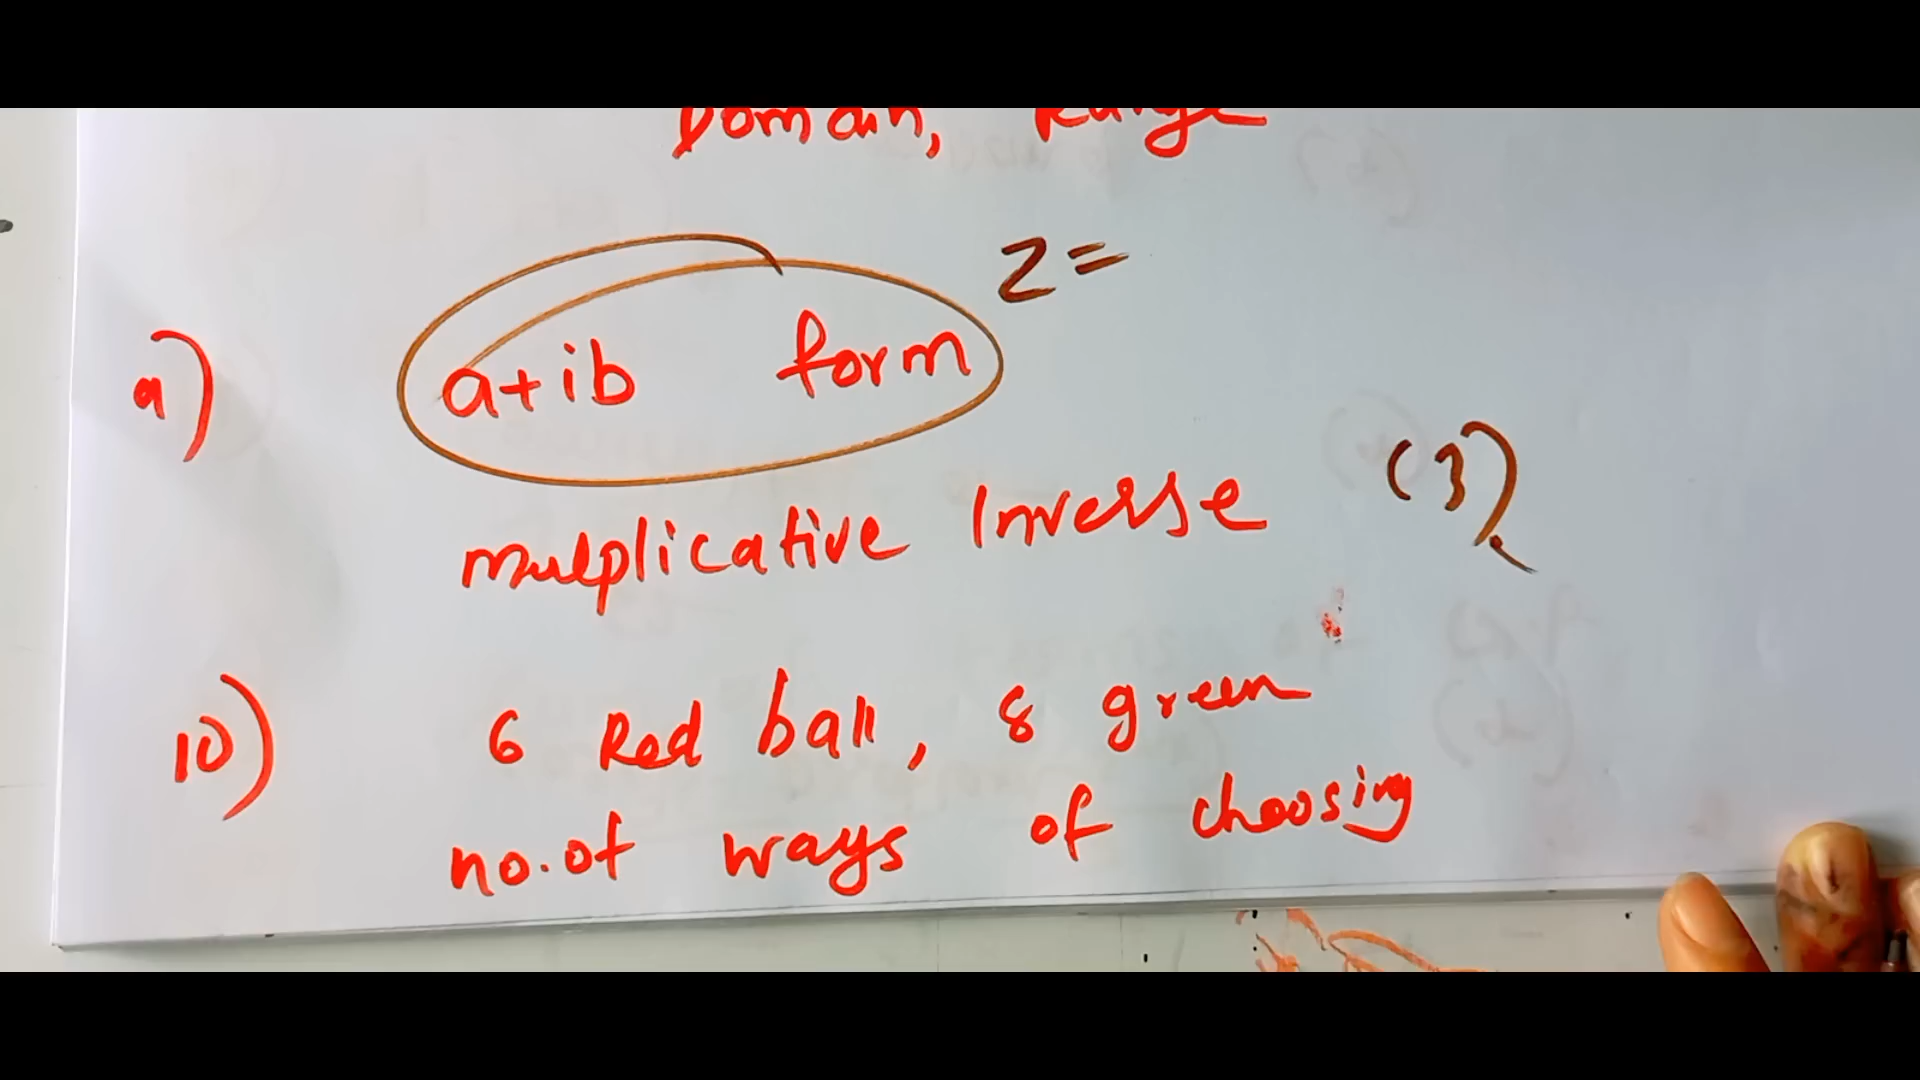 Domain, Range
9) a+ib form z=
mulplicative Inverse (3)
10) 6 Red ball, 8 green
no. of ways of choosing